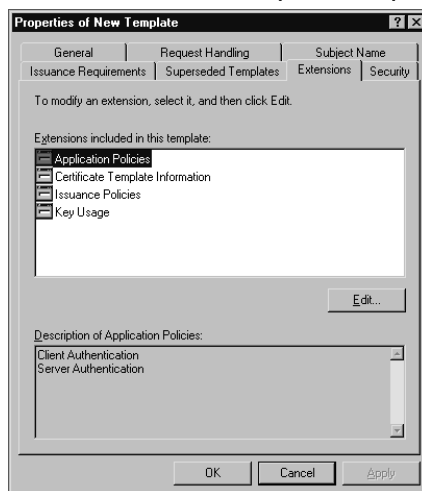 Properties of New Template
General Request Handling Subject Name
Issuance Requirements Superseded Templates Extensions Security
To modify an extension, select it, and then click Edit.
Extensions included in this template:
Application Policies
Certificate Template Information
Issuance Policies
Key Usage
Edit...
Description of Application Policies:
Client Authentication
Server Authentication
OK Cancel Apply